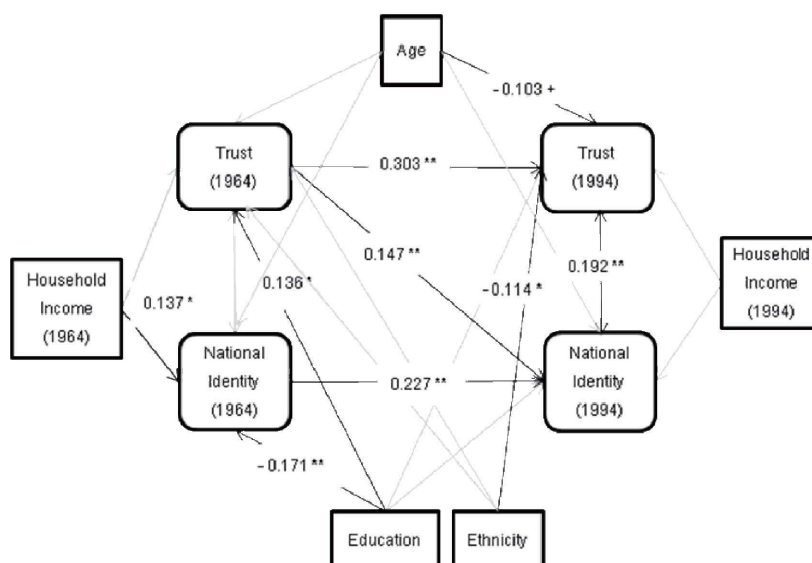 Age
- 0.103 +
Trust
(1964)
0.303 **
Trust
(1994)
Household
Income
(1964)
0.137 *
0.136 *
0.147 **
- 0.114 *
0.192 **
Household
Income
(1994)
National
Identity
(1964)
0.227 **
National
Identity
(1994)
- 0.171 **
Education
Ethnicity